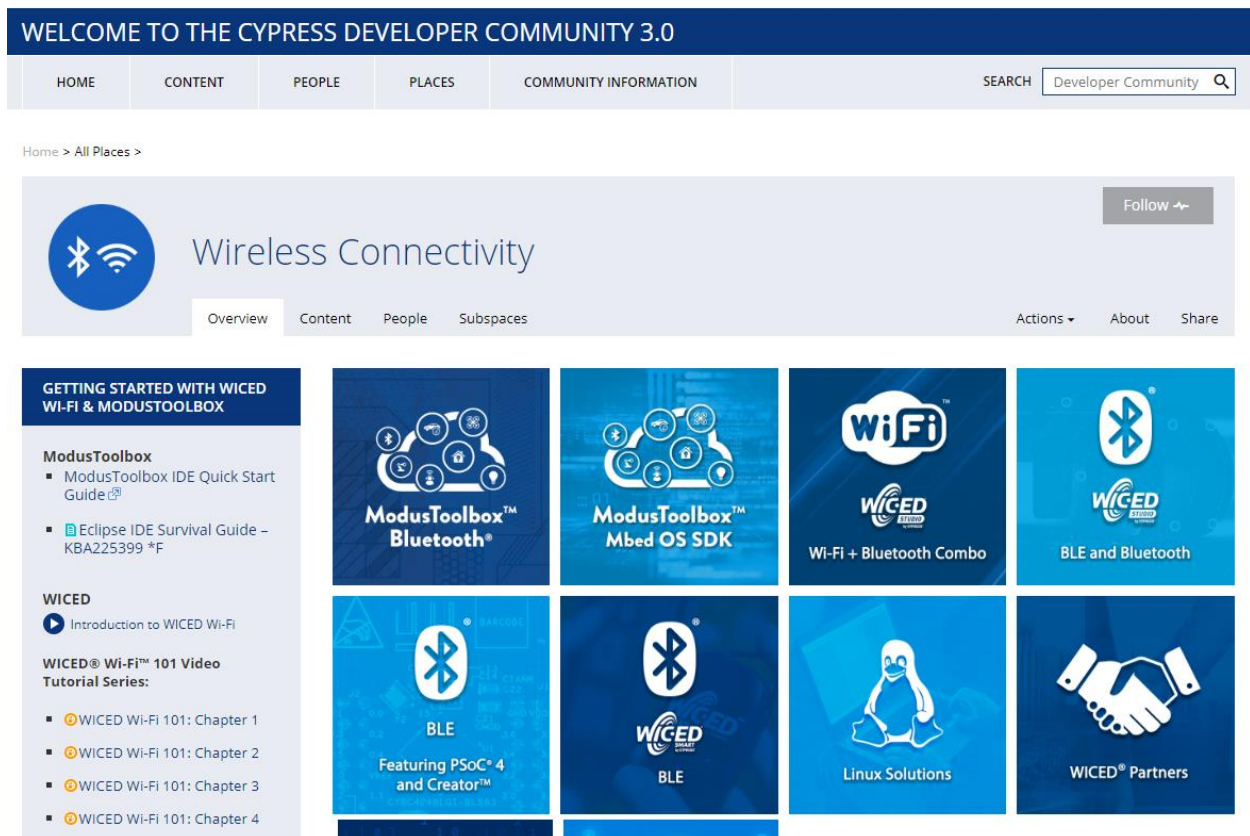 WELCOME TO THE CYPRESS DEVELOPER COMMUNITY 3.0
HOME CONTENT PEOPLE PLACES COMMUNITY INFORMATION SEARCH Developer Community
Home > All Places >
Follow
Wireless Connectivity
Overview Content People Subspaces Actions About Share
GETTING STARTED WITH WICED
WI-FI & MODUSTOOLBOX
ModusToolbox
▪ ModusToolbox IDE Quick Start
Guide
▪ Eclipse IDE Survival Guide –
KBA225399 *F
WICED
Introduction to WICED Wi-Fi
WICED® Wi-Fi™ 101 Video
Tutorial Series:
▪ WICED Wi-Fi 101: Chapter 1
▪ WICED Wi-Fi 101: Chapter 2
▪ WICED Wi-Fi 101: Chapter 3
▪ WICED Wi-Fi 101: Chapter 4
ModusToolbox™
Bluetooth®
ModusToolbox™
Mbed OS SDK
WiFi™
WICED
STUDIO
Wi-Fi + Bluetooth Combo
®
WICED
STUDIO
BLE and Bluetooth
®
BARCODE
BLE
Featuring PSoC® 4
and Creator™
®
WICED
SMART
BLE
Linux Solutions
WICED® Partners